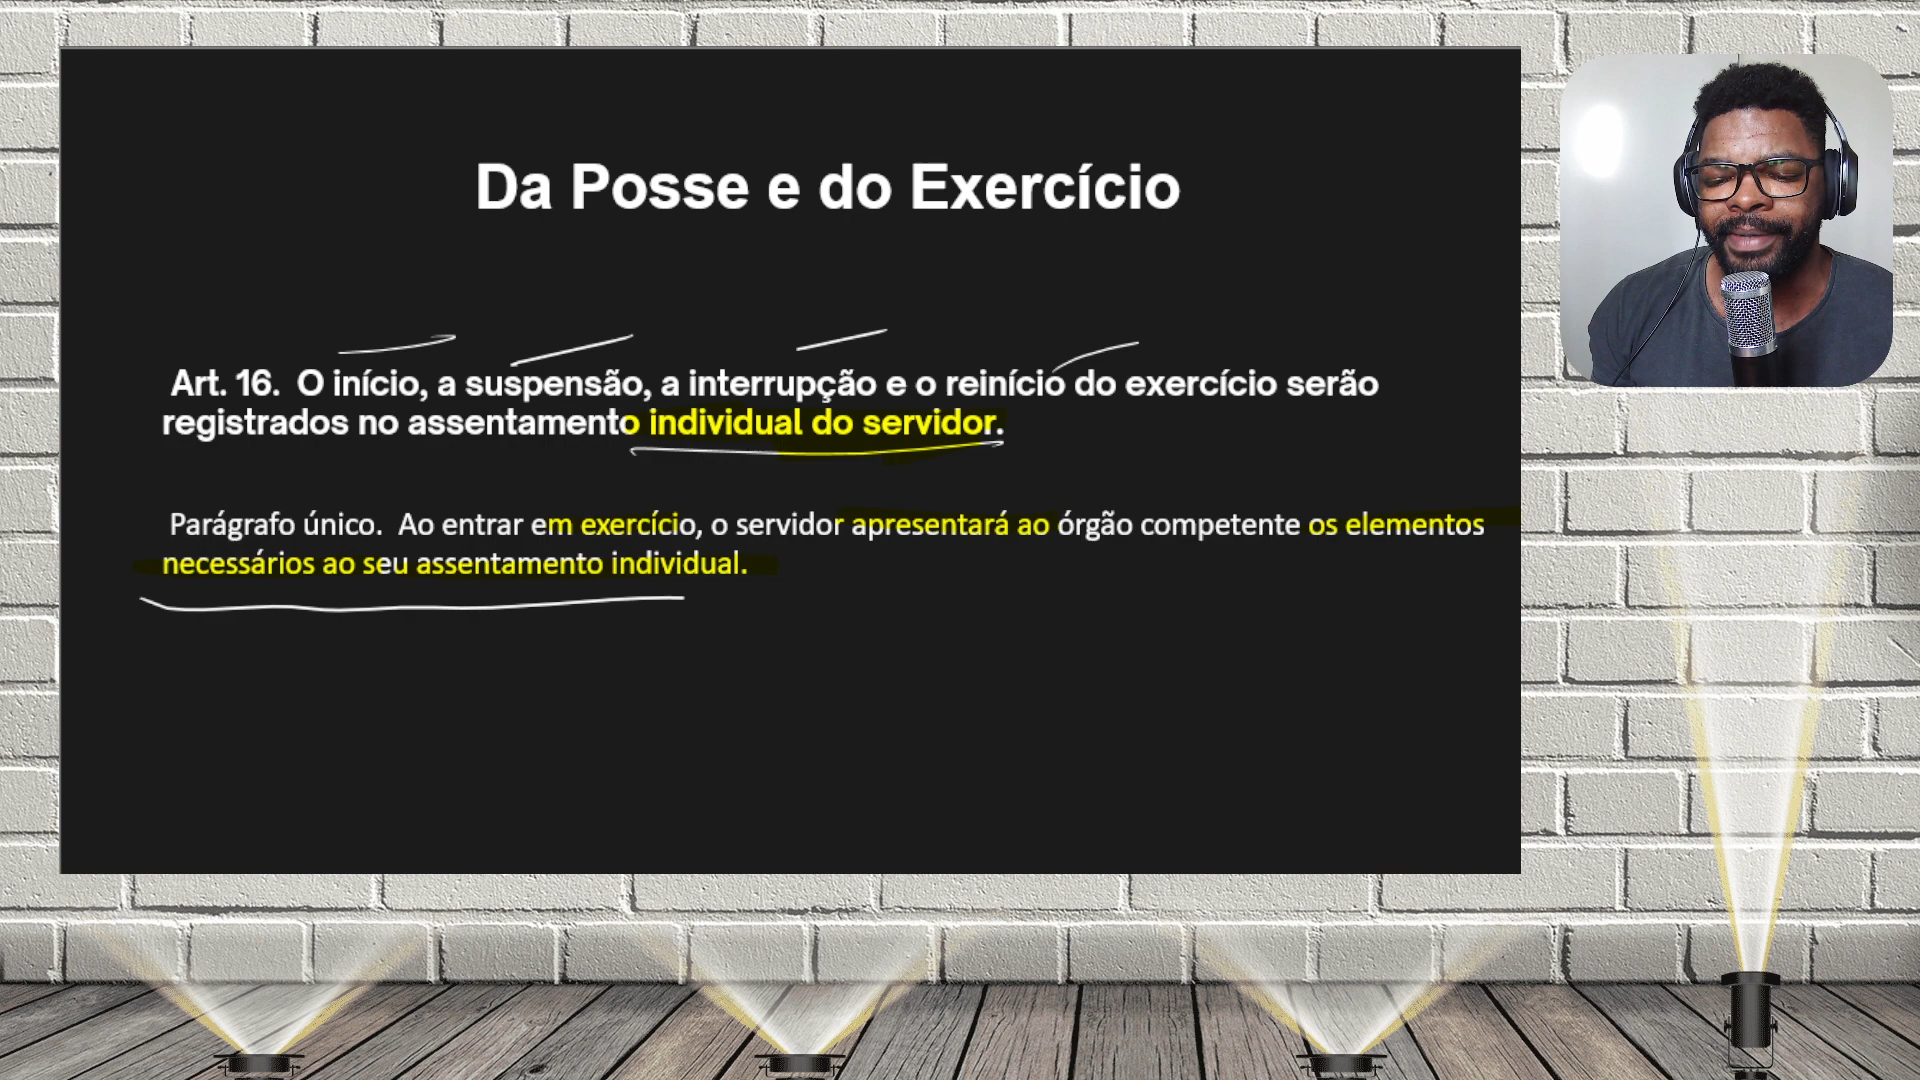 Da Posse e do Exercício
Art. 16.  O início, a suspensão, a interrupção e o reinício do exercício serão
registrados no assentamento individual do servidor.
Parágrafo único.  Ao entrar em exercício, o servidor apresentará ao órgão competente os elementos
necessários ao seu assentamento individual.